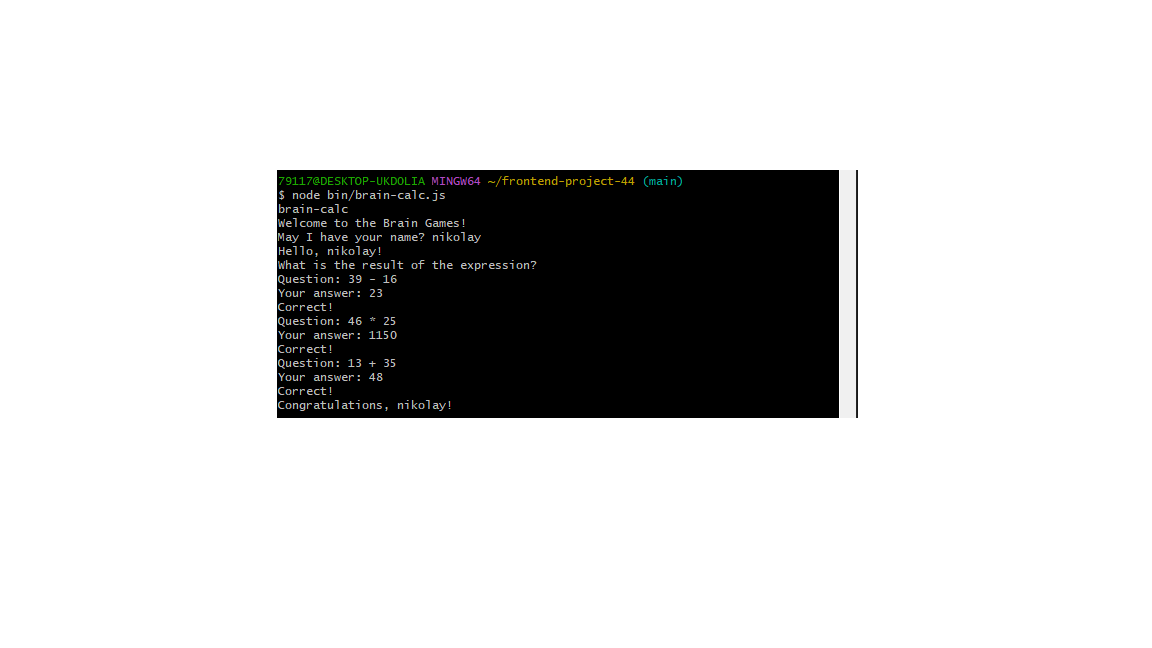 79117@DESKTOP-UKDOLIA MINGW64 ~/frontend-project-44 (main)
$ node bin/brain-calc.js
brain-calc
Welcome to the Brain Games!
May I have your name? nikolay
Hello, nikolay!
What is the result of the expression?
Question: 39 - 16
Your answer: 23
Correct!
Question: 46 * 25
Your answer: 1150
Correct!
Question: 13 + 35
Your answer: 48
Correct!
Congratulations, nikolay!